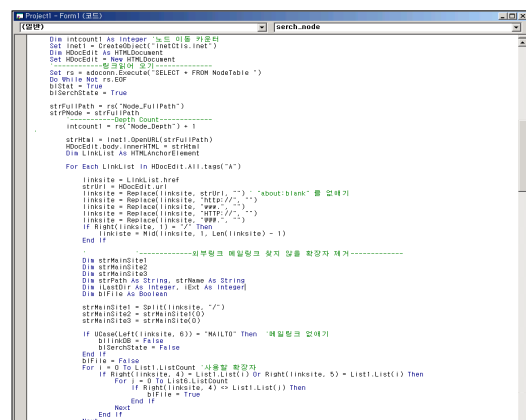 Project1 - Form1 (코드)
(일반)
serch_node
Dim intcount1 As Integer '노드 이동 카운터
Set Inet1 = CreateObject("InetCtls.Inet")
Dim HDocEdit As HTMLDocument
Set HDocEdit = New HTMLDocument
'------------링크읽어 오기--------------
Set rs = adoconn.Execute("SELECT * FROM NodeTable ")
Do While Not rs.EOF
blStat = True
blSerchState = True
strFullPath = rs("Node_FullPath")
strPNode = strFullPath
'-----------Depth Count-------------
intcount1 = rs("Node_Depth") + 1
strHtml = Inet1.OpenURL(strFullPath)
HDocEdit.body.innerHTML = strHtml
Dim LinkList As HTMLAnchorElement
For Each LinkList In HDocEdit.All.tags("A")
linksite = LinkList.href
strUrl = HDocEdit.url
linksite = Replace(linksite, strUrl, "") ' "about:blank" 를 없애기
linksite = Replace(linksite, "http://", "")
linksite = Replace(linksite, "www.", "")
linksite = Replace(linksite, "HTTP://", "")
linksite = Replace(linksite, "WWW.", "")
If Right(linksite, 1) = "/" Then
linkiste = Mid(linksite, 1, Len(linksite) - 1)
End If
'-------------외부링크 메일링크 찾지 않을 확장자 제거-------------
Dim strMainSite1
Dim strMainSite2
Dim strMainSite3
Dim strPath As String, strName As String
Dim iLastDir As Integer, iExt As Integer
Dim blFile As Boolean
strMainSite1 = Split(linksite, "/")
strMainSite2 = strMainSite1(0)
strMainSite3 = strMainSite(0)
If UCase(Left(linksite, 6)) = "MAILTO" Then '메일링크 없애기
bllinkDB = False
blSerchState = False
End If
blFile = False
For i = 0 To List1.ListCount '사용할 확장자
If Right(linksite, 4) = List1.List(i) Or Right(linksite, 5) = List1.List(i) Then
For j = 0 To List6.ListCount
If Right(linksite, 4) <> List1.List(j) Then
blFile = True
End If
Next
End If
Next